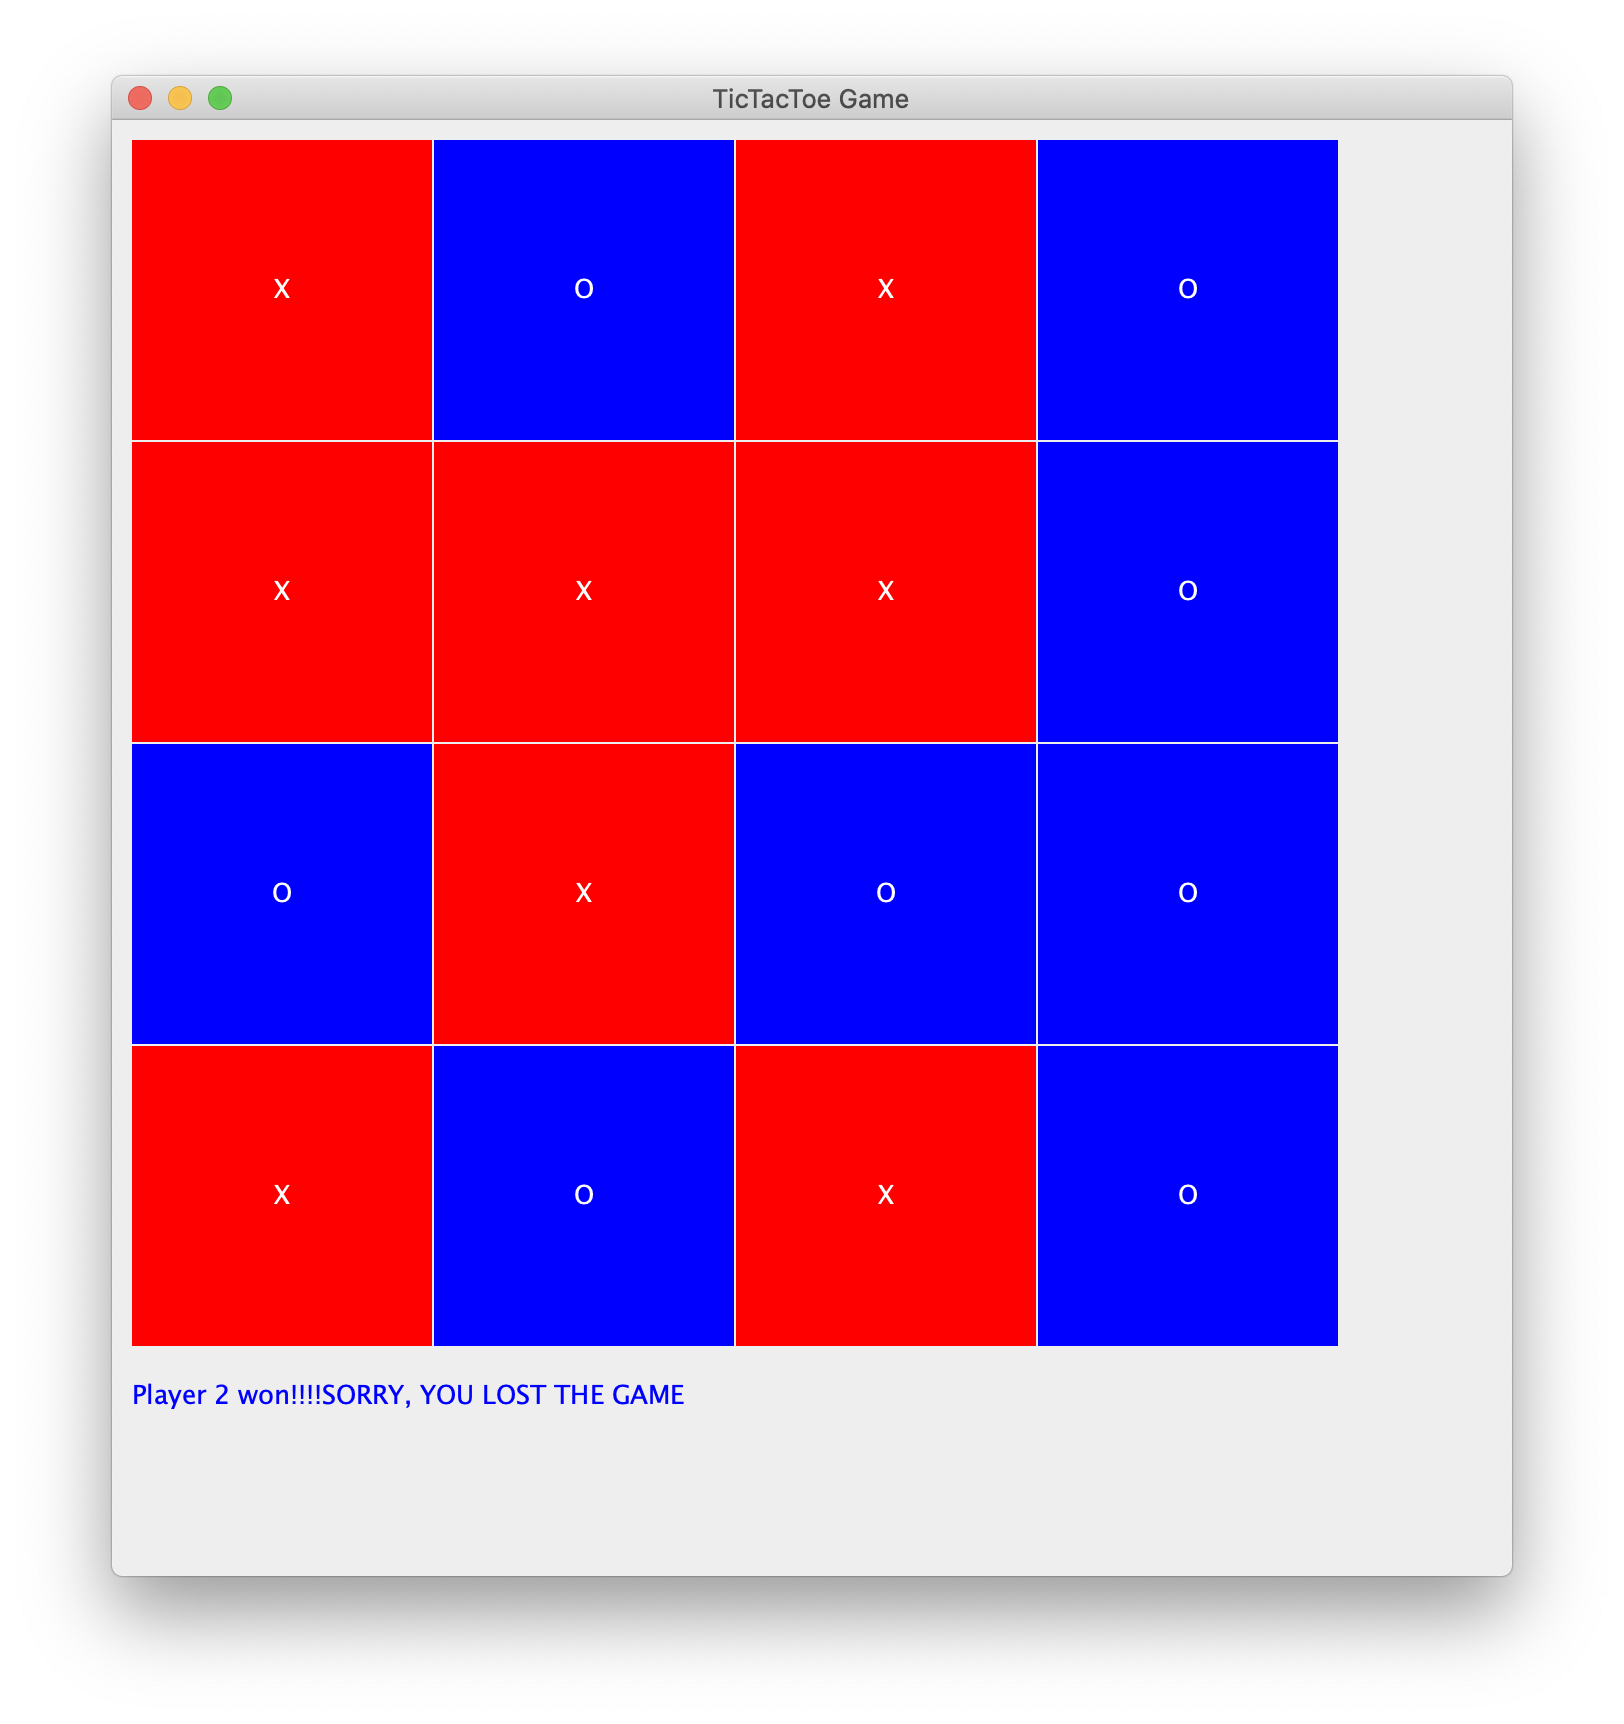 TicTacToe Game
X O X O
X X X O
O X O O
X O X O
Player 2 won!!!!SORRY, YOU LOST THE GAME